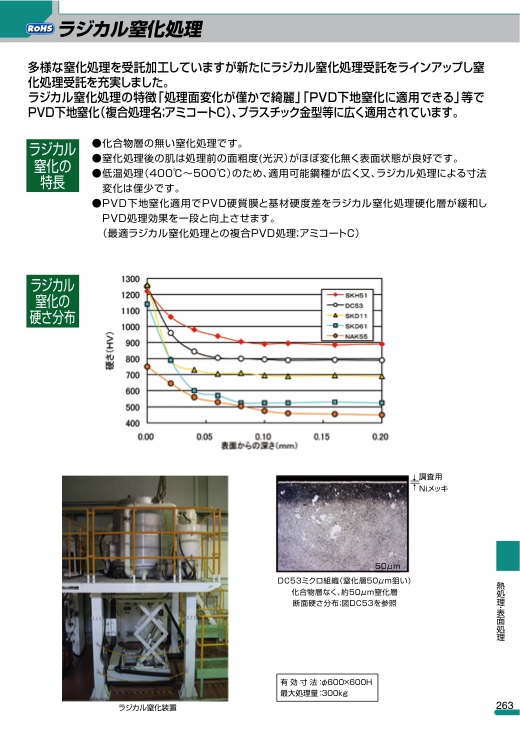 RoHS ラジカル窒化処理
多様な窒化処理を受託加工していますが新たにラジカル窒化処理受託をラインアップし窒
化処理受託を充実しました。
ラジカル窒化処理の特徴「処理面変化が僅かで綺麗」「PVD下地窒化に適用できる」等で
PVD下地窒化(複合処理名;アミコートC)、プラスチック金型等に広く適用されています。
ラジカル
窒化の
特長
●化合物層の無い窒化処理です。
●窒化処理後の肌は処理前の面粗度(光沢)がほぼ変化無く表面状態が良好です。
●低温処理(400℃～500℃)のため、適用可能鋼種が広く又、ラジカル処理による寸法
変化は僅少です。
●PVD下地窒化適用でPVD硬質膜と基材硬度差をラジカル窒化処理硬化層が緩和し
PVD処理効果を一段と向上させます。
(最適ラジカル窒化処理との複合PVD処理:アミコートC)
ラジカル
窒化の
硬さ分布
硬さ(HV)
1300
1200
1100
1000
900
800
700
600
500
400
SKH51
DC53
SKD11
SKD61
NAK55
0.00 0.05 0.10 0.15 0.20
表面からの深さ(mm)
調査用
Niメッキ
50μm
DC53ミクロ組織(窒化層50μm狙い)
化合物層なく、約50μm窒化層
断面硬さ分布:図DC53を参照
有効寸法:φ600×600H
最大処理量:300kg
ラジカル窒化装置
熱処理・表面処理
263